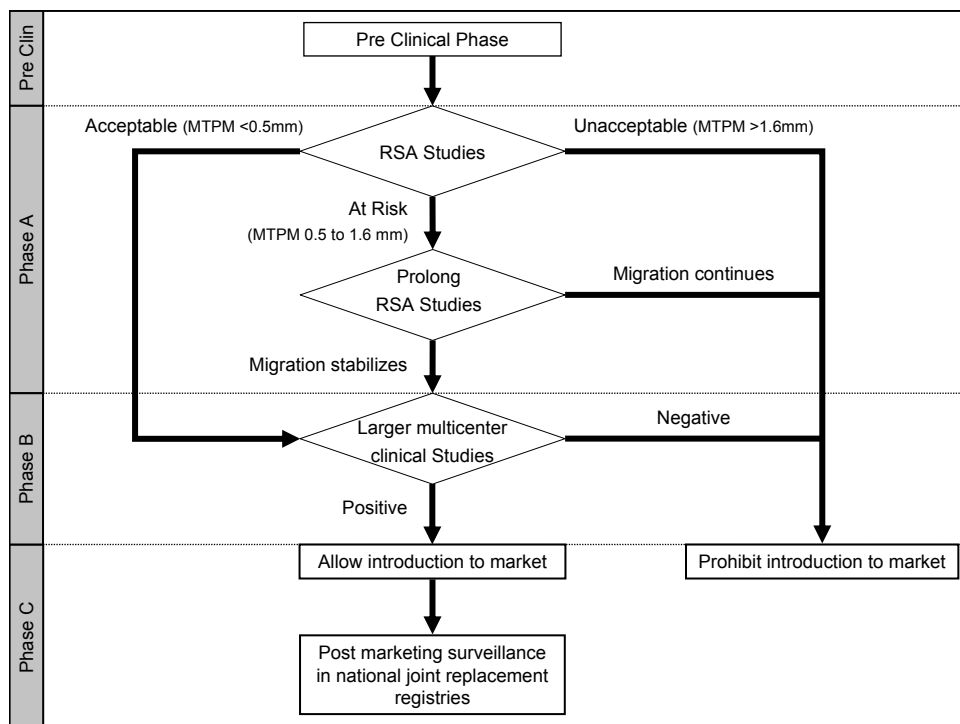 Pre Clin
Pre Clinical Phase
Phase A
Acceptable (MTPM <0.5mm)
Unacceptable (MTPM >1.6mm)
RSA Studies
At Risk
(MTPM 0.5 to 1.6 mm)
Prolong
RSA Studies
Migration continues
Migration stabilizes
Phase B
Larger multicenter
clinical Studies
Negative
Positive
Phase C
Allow introduction to market
Prohibit introduction to market
Post marketing surveillance
in national joint replacement
registries